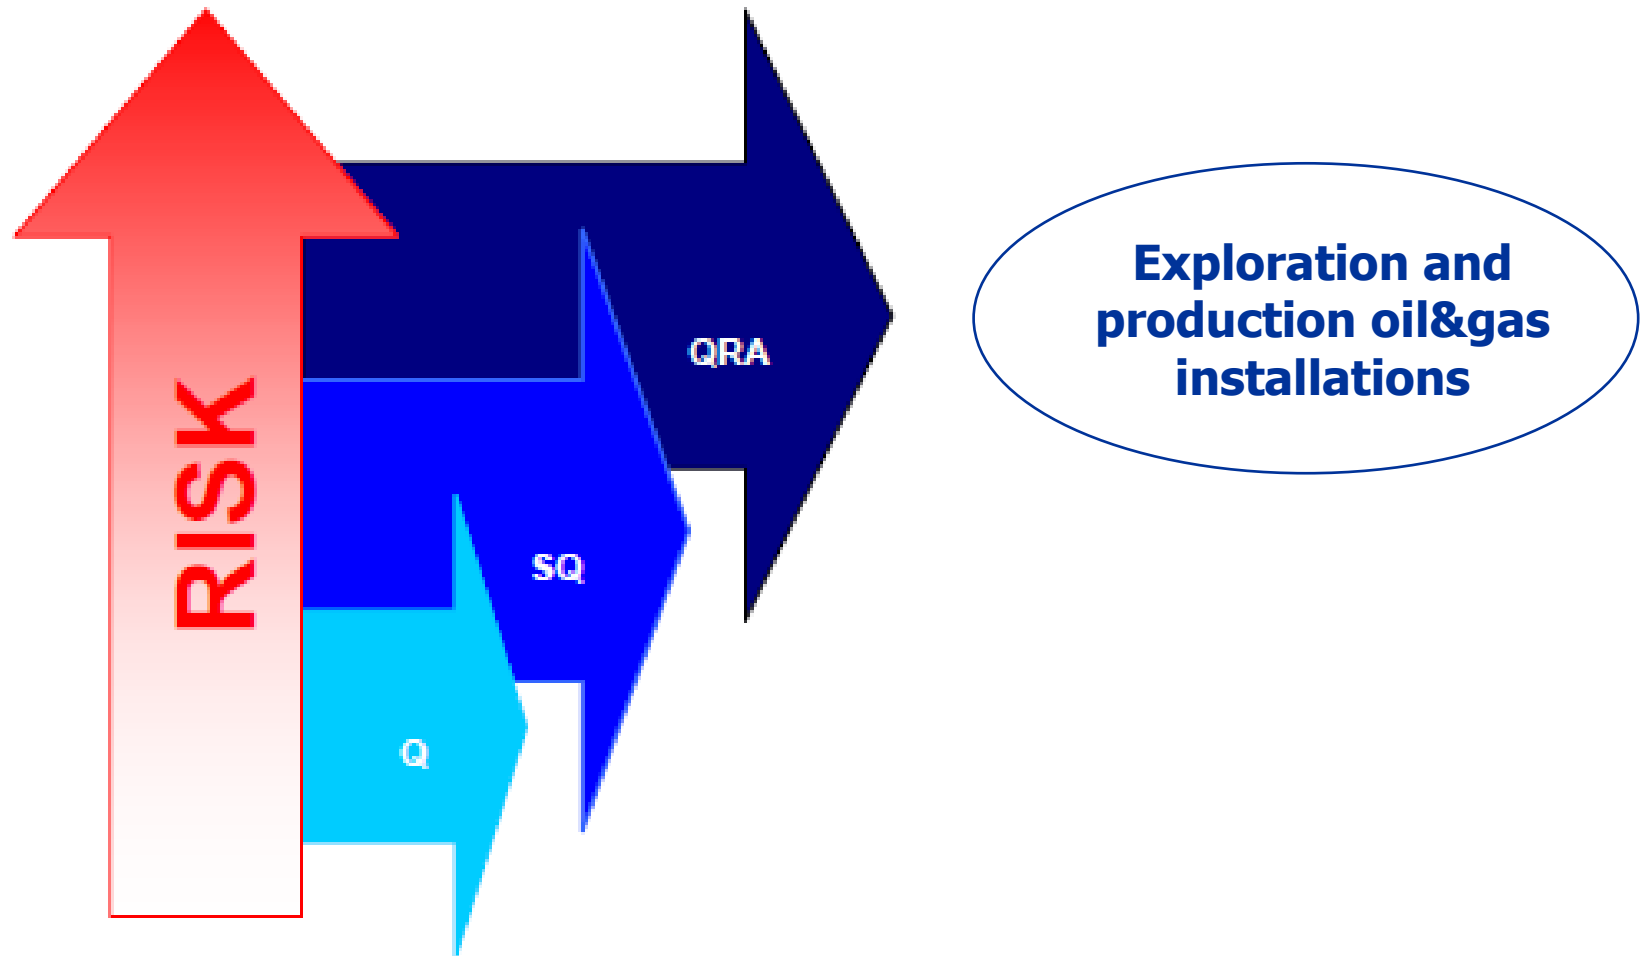 RISK
QRA
SQ
Q
Exploration and
production oil&gas
installations